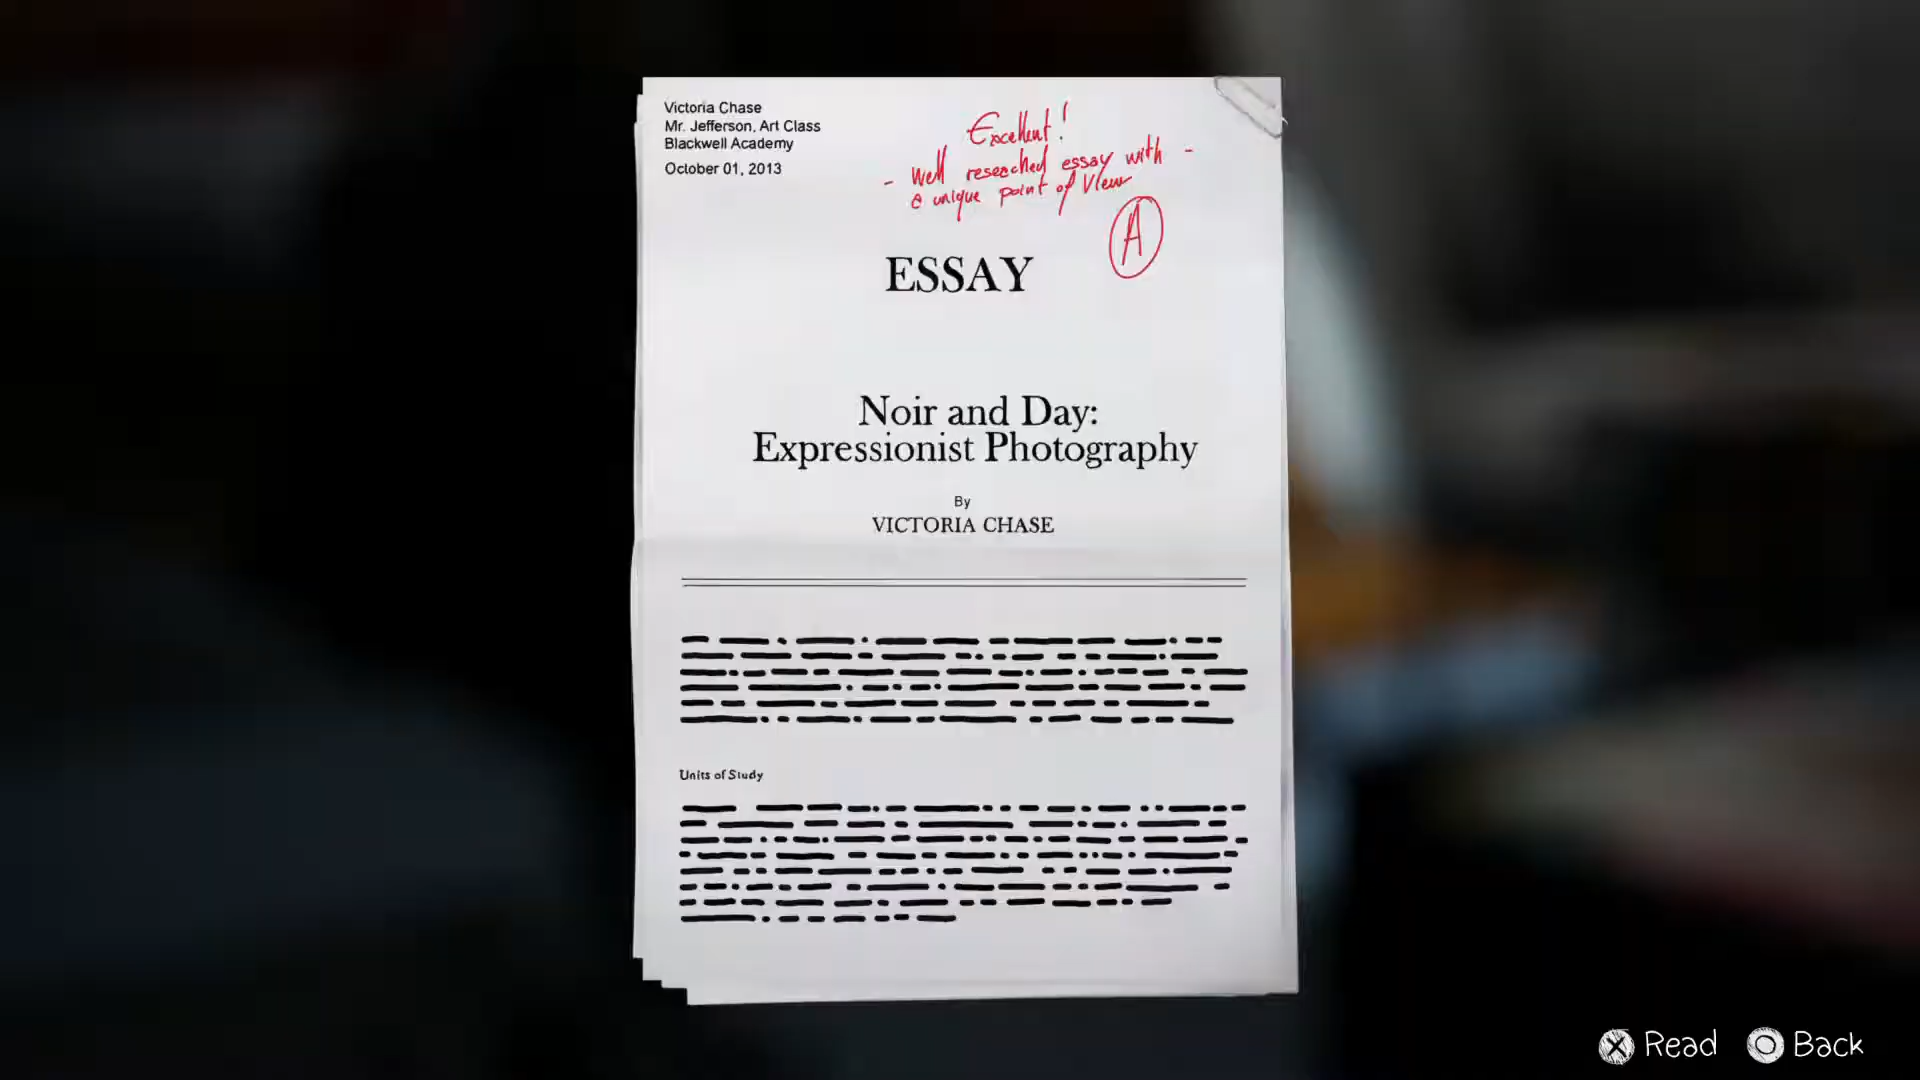 Victoria Chase
Mr. Jefferson, Art Class
Blackwell Academy
October 01, 2013
Excellent!
- Well reseached essay with -
a unique point of View
A
ESSAY
Noir and Day:
Expressionist Photography
By
VICTORIA CHASE
Units of Study
Read
Back